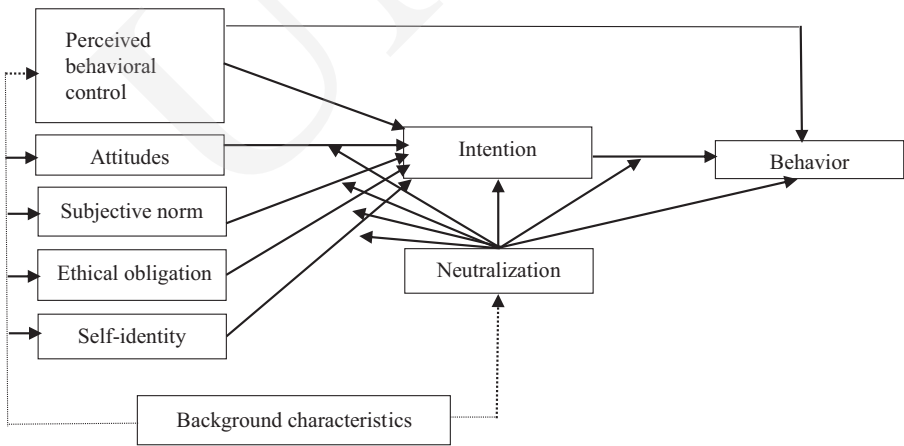 Perceived
behavioral
control
Attitudes
Intention
Behavior
Subjective norm
Ethical obligation
Neutralization
Self-identity
Background characteristics